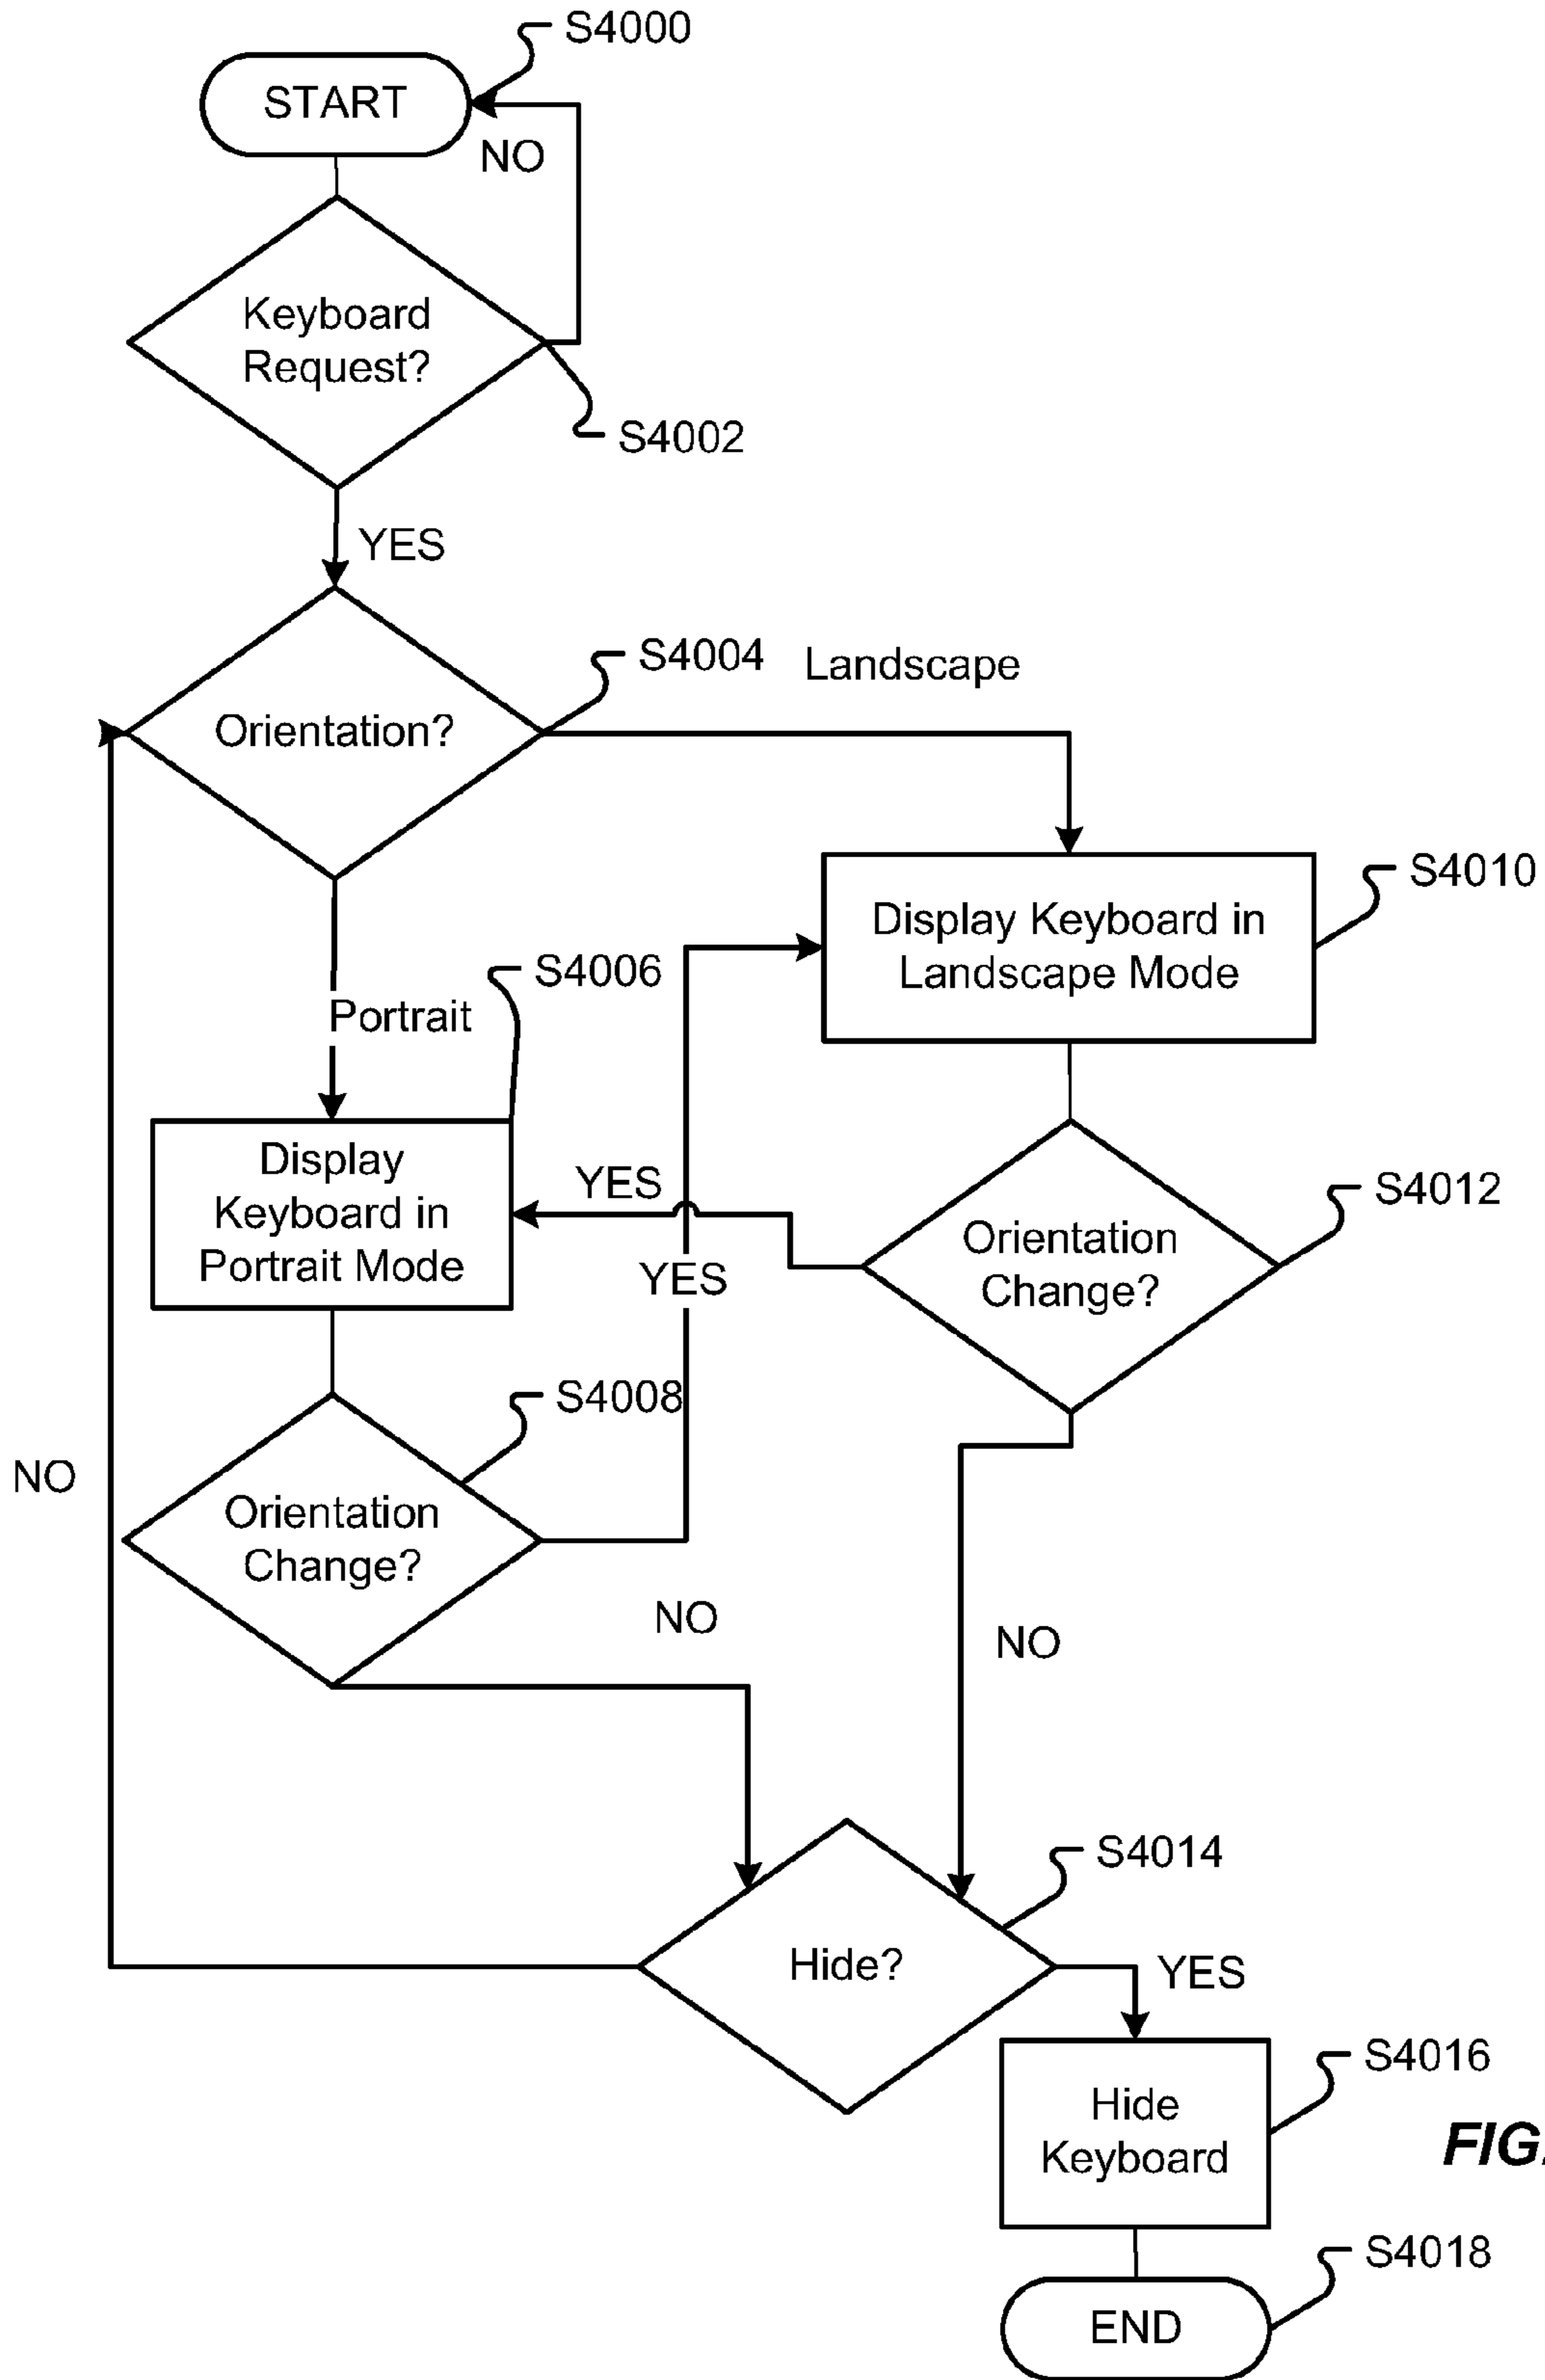 S4000
START
NO
Keyboard
Request?
S4002
YES
S4004
Landscape
Orientation?
S4010
Display Keyboard in
Landscape Mode
S4006
Portrait
Display
Keyboard in
Portrait Mode
YES
S4012
Orientation
Change?
YES
S4008
NO
Orientation
Change?
NO
NO
S4014
Hide?
YES
S4016
Hide
Keyboard
FIG.
S4018
END